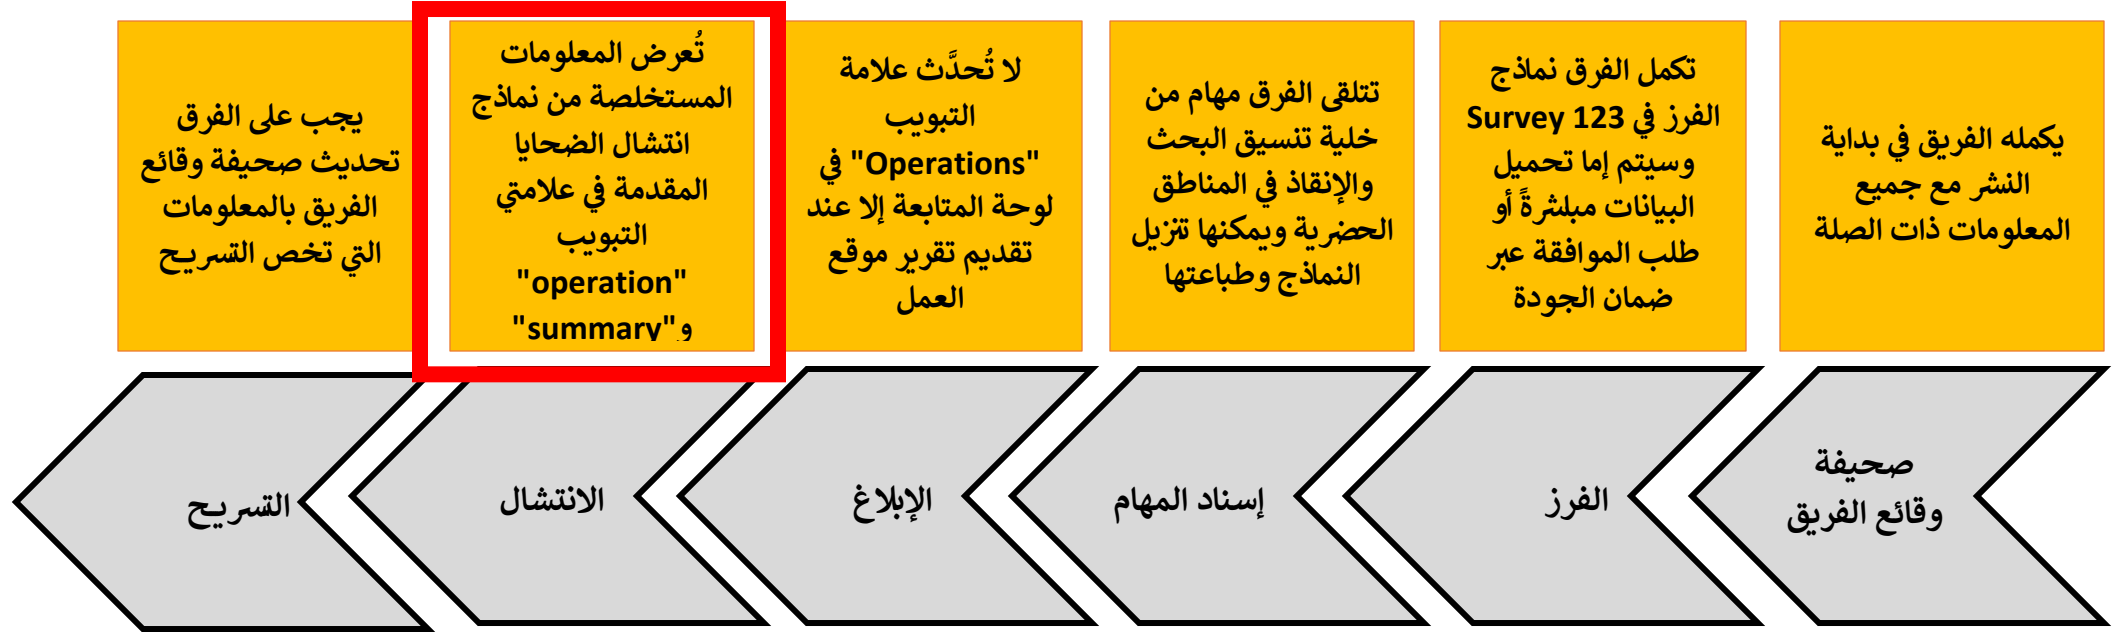 يكمله الفريق في بداية
النشر مع جميع
المعلومات ذات الصلة
تكمل الفرق نماذج
الفرز في Survey 123
وسيتم إما تحميل
البيانات مبلشرةً أو
طلب الموافقة عبر
ضمان الجودة
تتلقى الفرق مهام من
خلية تنسيق البحث
والإنقاذ في المناطق
الحضرية ويمكنها تنزيل
النماذج وطباعتها
لا تُحدَّث علامة
التبويب
"Operations" في
لوحة المتابعة إلا عند
تقديم تقرير موقع
العمل
تُعرض المعلومات
المستخلصة من نماذج
انتشال الضحايا
المقدمة في علامتي
التبويب
"operation"
و"summary"
يجب على الفرق
تحديث صحيفة وقائع
الفريق بالمعلومات
التي تخص التسريح
صحيفة
وقائع الفريق
الفرز
إسناد المهام
الإبلاغ
الانتشال
التسريح